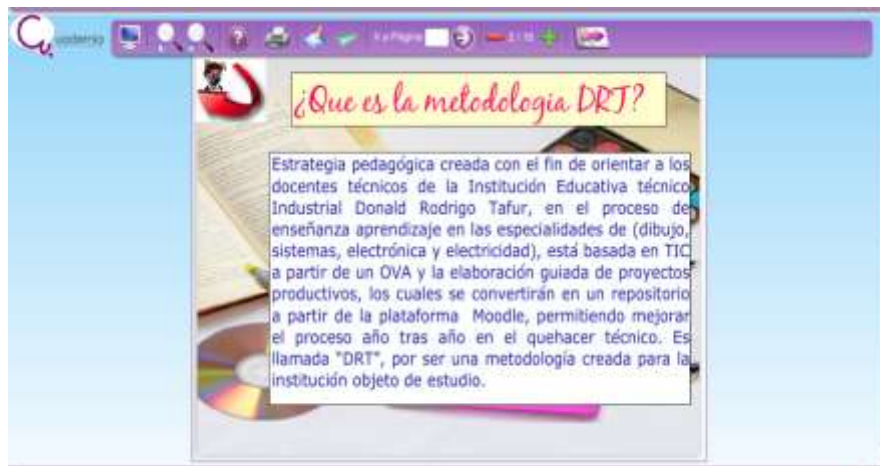 Cuadernia
Ir a Página
¿Que es la metodologia DRT?
Estrategia pedagógica creada con el fin de orientar a los
docentes técnicos de la Institución Educativa técnico
Industrial Donald Rodrigo Tafur, en el proceso de
enseñanza aprendizaje en las especialidades de (dibujo,
sistemas, electrónica y electricidad), está basada en TIC
a partir de un OVA y la elaboración guiada de proyectos
productivos, los cuales se convertirán en un repositorio
a partir de la plataforma Moodle, permitiendo mejorar
el proceso año tras año en el quehacer técnico. Es
llamada "DRT", por ser una metodología creada para la
institución objeto de estudio.